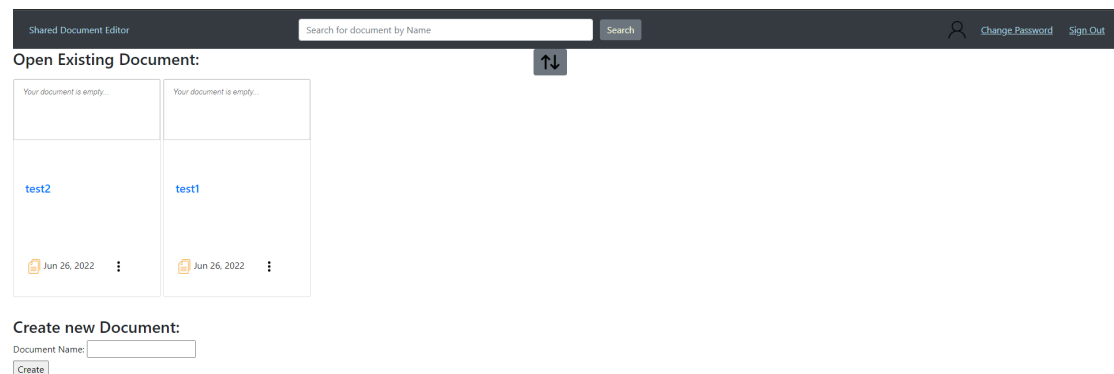 Shared Document Editor
Search for document by Name
Search
Change Password
Sign Out
Open Existing Document:
Your document is empty...
Your document is empty...
test2
test1
Jun 26, 2022
Jun 26, 2022
Create new Document:
Document Name:
Create